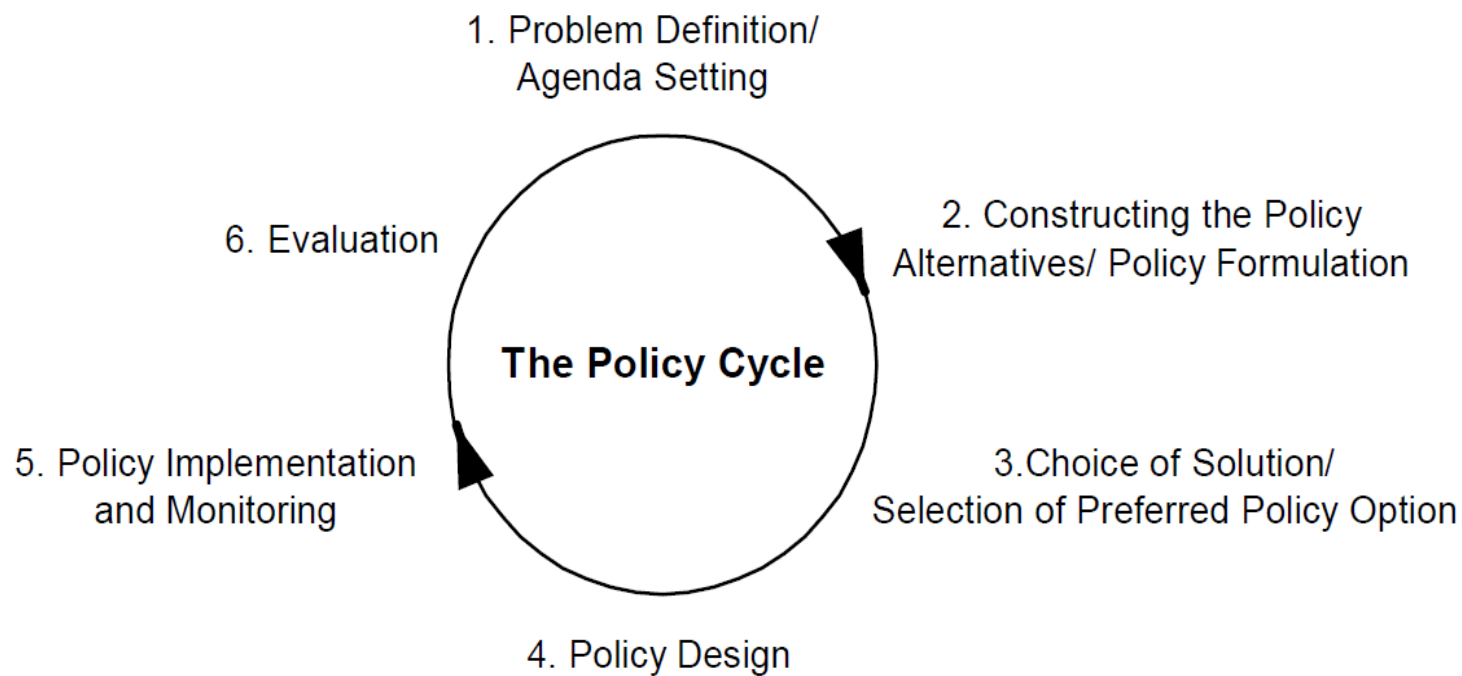 1. Problem Definition/
Agenda Setting
2. Constructing the Policy
Alternatives/ Policy Formulation
3.Choice of Solution/
Selection of Preferred Policy Option
4. Policy Design
5. Policy Implementation
and Monitoring
6. Evaluation
The Policy Cycle